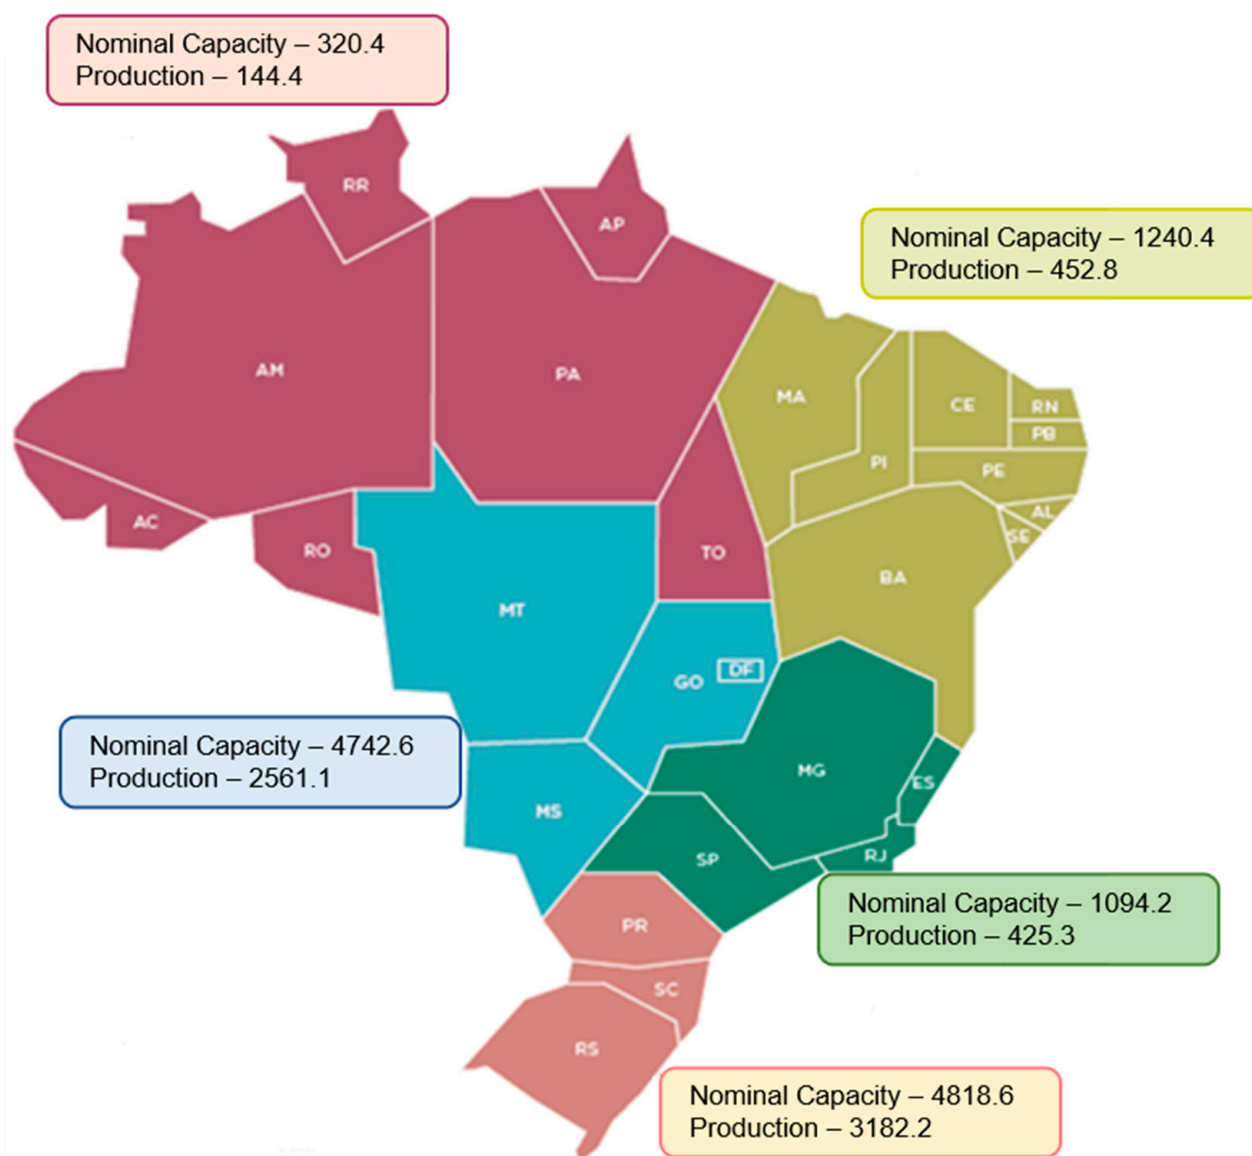 Nominal Capacity – 320.4
Production – 144.4
RR
AP
Nominal Capacity – 1240.4
Production – 452.8
AM
PA
MA
CE
RN
PB
PI
PE
AC
AL
RO
TO
SE
BA
MT
GO
DF
Nominal Capacity – 4742.6
Production – 2561.1
MG
ES
MS
SP
RJ
Nominal Capacity – 1094.2
Production – 425.3
PR
SC
RS
Nominal Capacity – 4818.6
Production – 3182.2